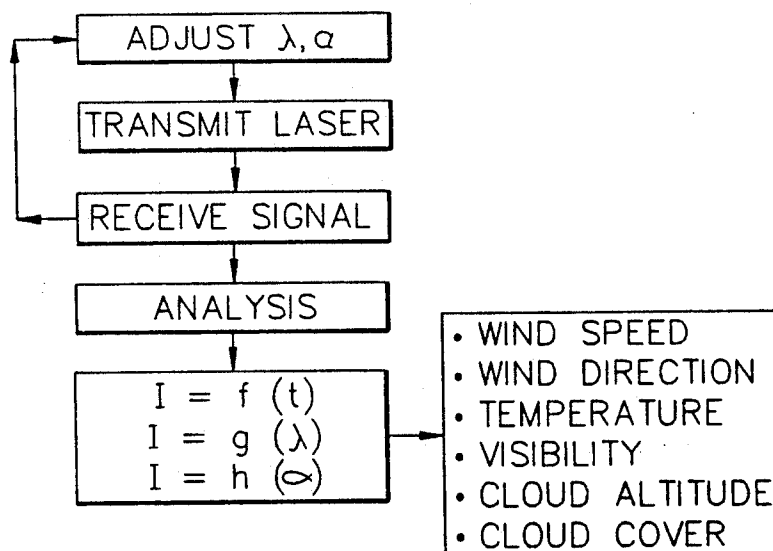 ADJUST λ, α
TRANSMIT LASER
RECEIVE SIGNAL
ANALYSIS
I = f (t)
I = g (λ)
I = h (α)
• WIND SPEED
• WIND DIRECTION
• TEMPERATURE
• VISIBILITY
• CLOUD ALTITUDE
• CLOUD COVER